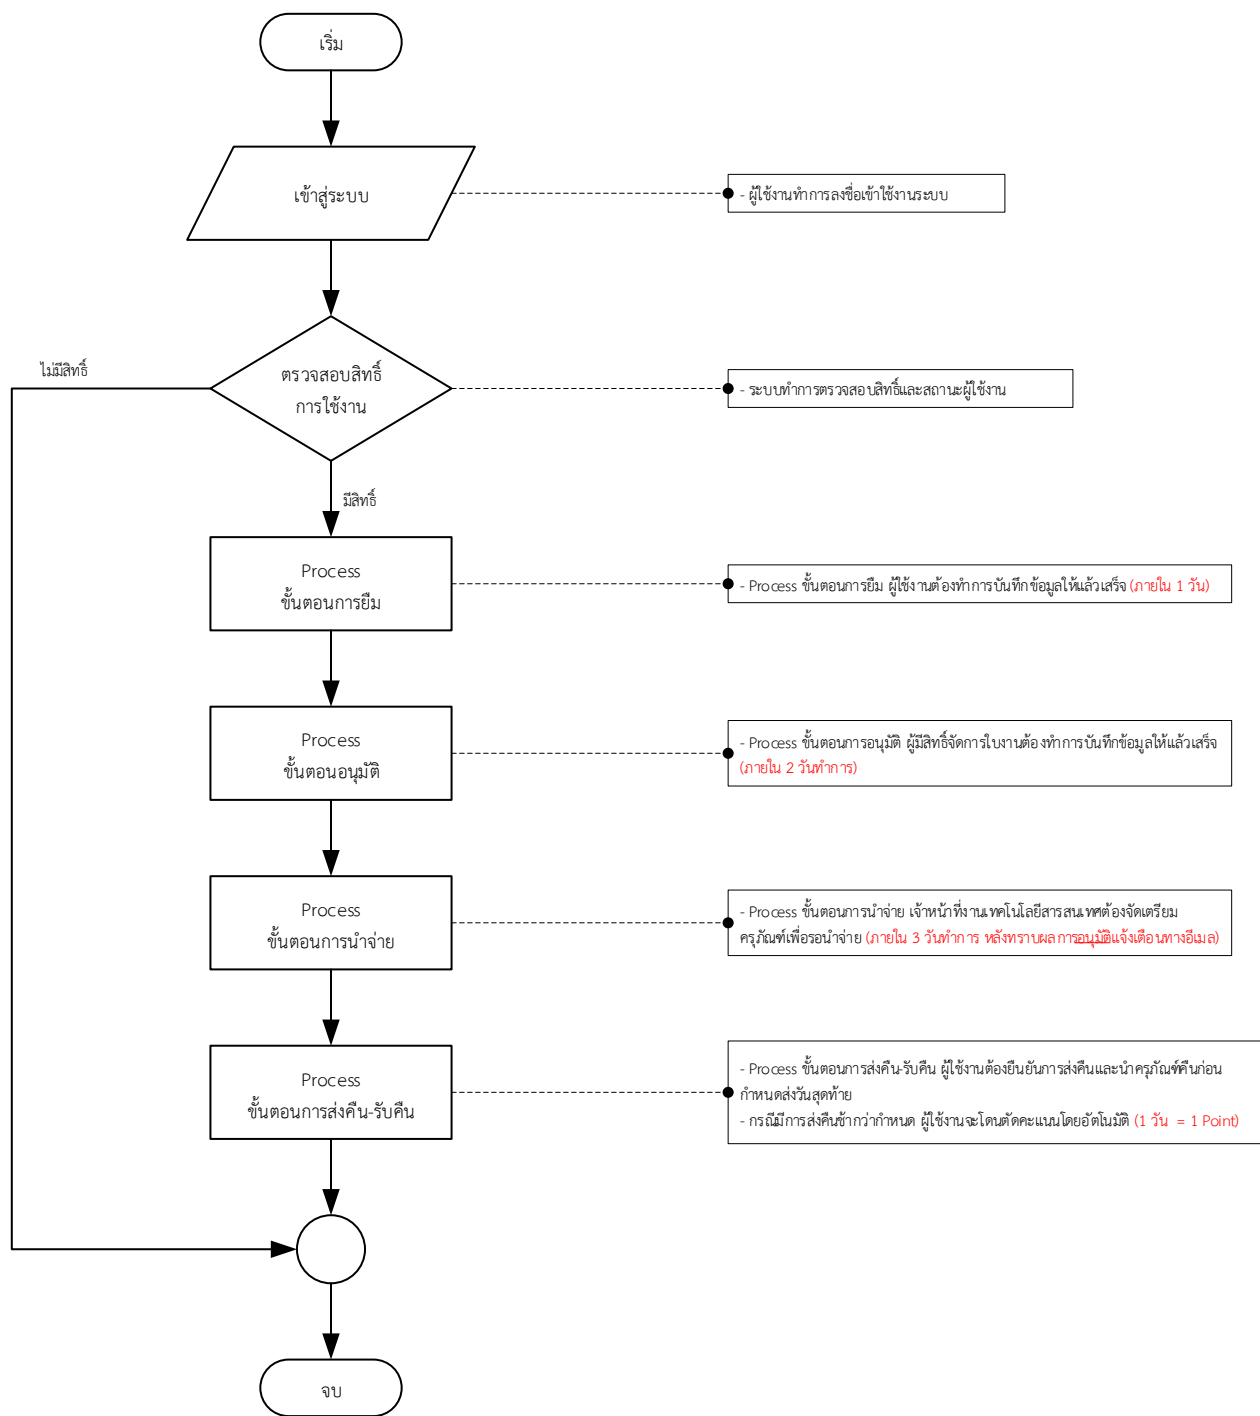 เริ่ม
เข้าสู่ระบบ
- ผู้ใช้งานทำการลงชื่อเข้าใช้งานระบบ
ไม่มีสิทธิ์
ตรวจสอบสิทธิ์
การใช้งาน
- ระบบทำการตรวจสอบสิทธิ์และสถานะผู้ใช้งาน
มีสิทธิ์
Process
ขั้นตอนการยืม
- Process ขั้นตอนการยืม ผู้ใช้งานต้องทำการบันทึกข้อมูลให้แล้วเสร็จ (ภายใน 1 วัน)
Process
ขั้นตอนอนุมัติ
- Process ขั้นตอนการอนุมัติ ผู้มีสิทธิ์จัดการใบงานต้องทำการบันทึกข้อมูลให้แล้วเสร็จ
(ภายใน 2 วันทำการ)
Process
ขั้นตอนการนำจ่าย
- Process ขั้นตอนการนำจ่าย เจ้าหน้าที่งานเทคโนโลยีสารสนเทศต้องจัดเตรียม
ครุภัณฑ์เพื่อรอนำจ่าย (ภายใน 3 วันทำการ หลังทราบผลการอนุมัติแจ้งเตือนทางอีเมล)
Process
ขั้นตอนการส่งคืน-รับคืน
- Process ขั้นตอนการส่งคืน-รับคืน ผู้ใช้งานต้องยืนยันการส่งคืนและนำครุภัณฑ์คืนก่อน
กำหนดส่งวันสุดท้าย
- กรณีมีการส่งคืนช้ากว่ากำหนด ผู้ใช้งานจะโดนตัดคะแนนโดยอัตโนมัติ (1 วัน = 1 Point)
จบ